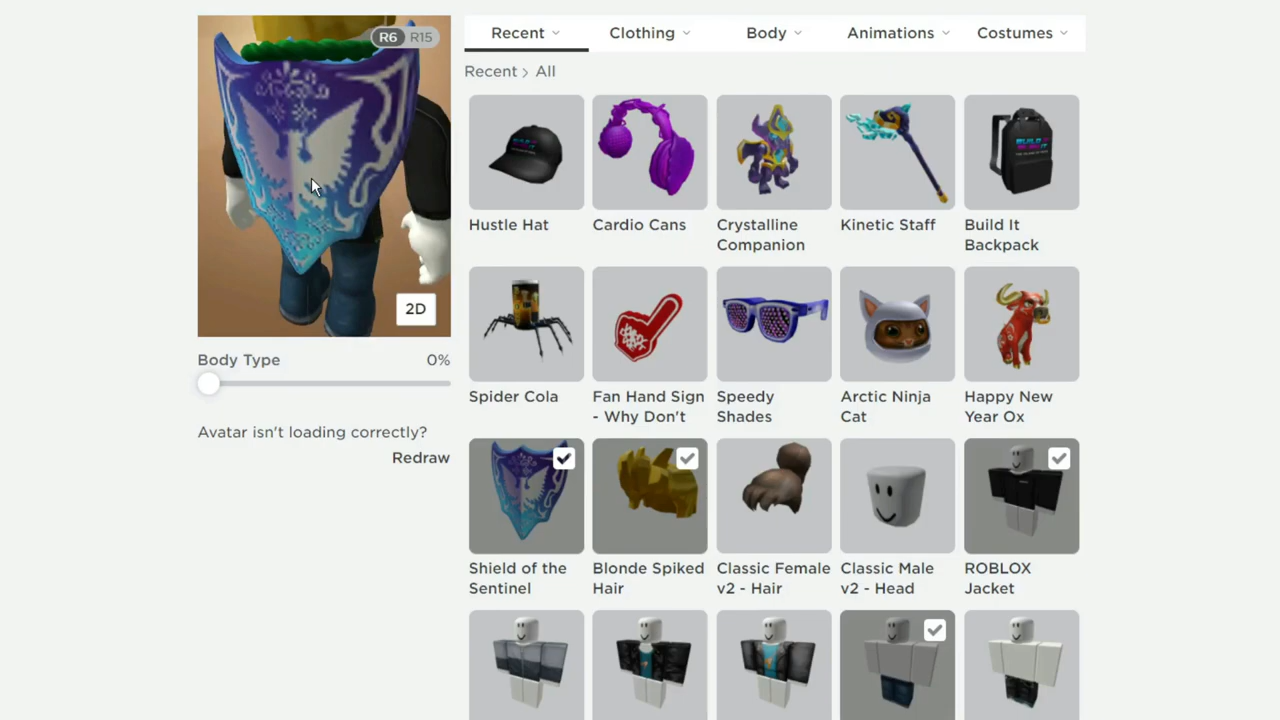 R6 R15
Recent Clothing Body Animations Costumes
Recent > All
Hustle Hat
Cardio Cans
Crystalline
Companion
Kinetic Staff
Build It
Backpack
2D
Body Type 0%
Avatar isn't loading correctly?
Redraw
Spider Cola
Fan Hand Sign
- Why Don't
Speedy
Shades
Arctic Ninja
Cat
Happy New
Year Ox
Shield of the
Sentinel
Blonde Spiked
Hair
Classic Female
v2 - Hair
Classic Male
v2 - Head
ROBLOX
Jacket